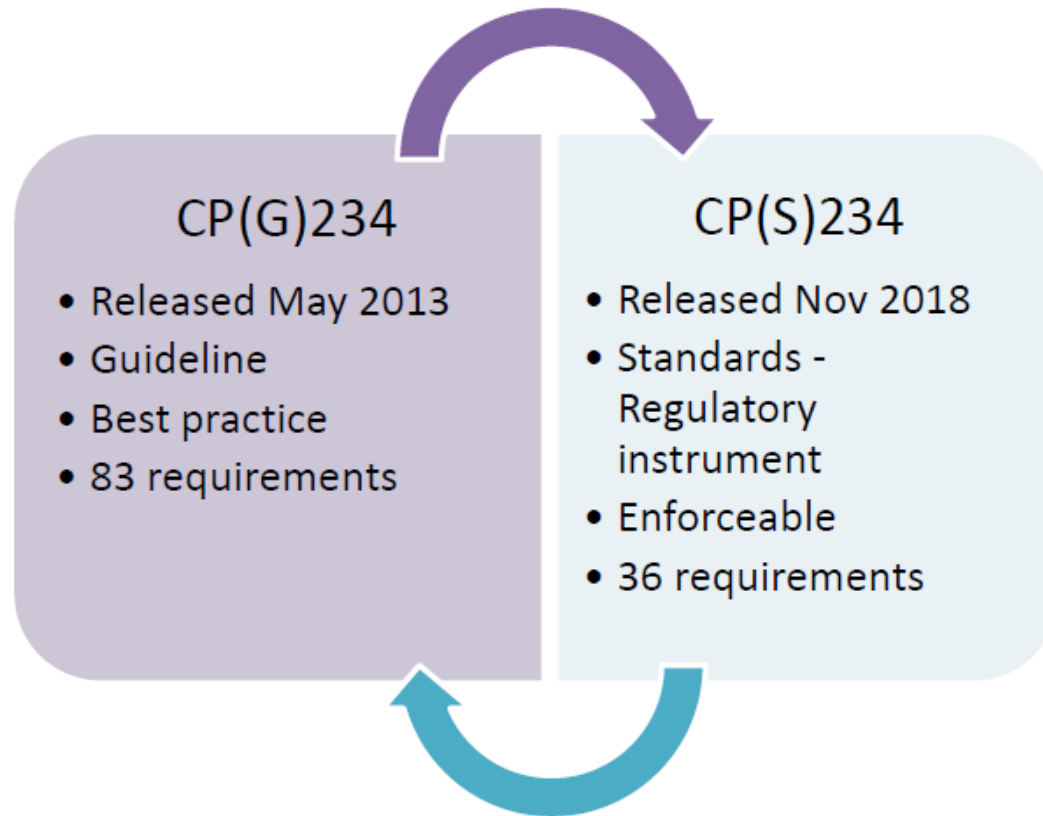 CP(G)234
• Released May 2013
• Guideline
• Best practice
• 83 requirements
CP(S)234
• Released Nov 2018
• Standards -
Regulatory
instrument
• Enforceable
• 36 requirements